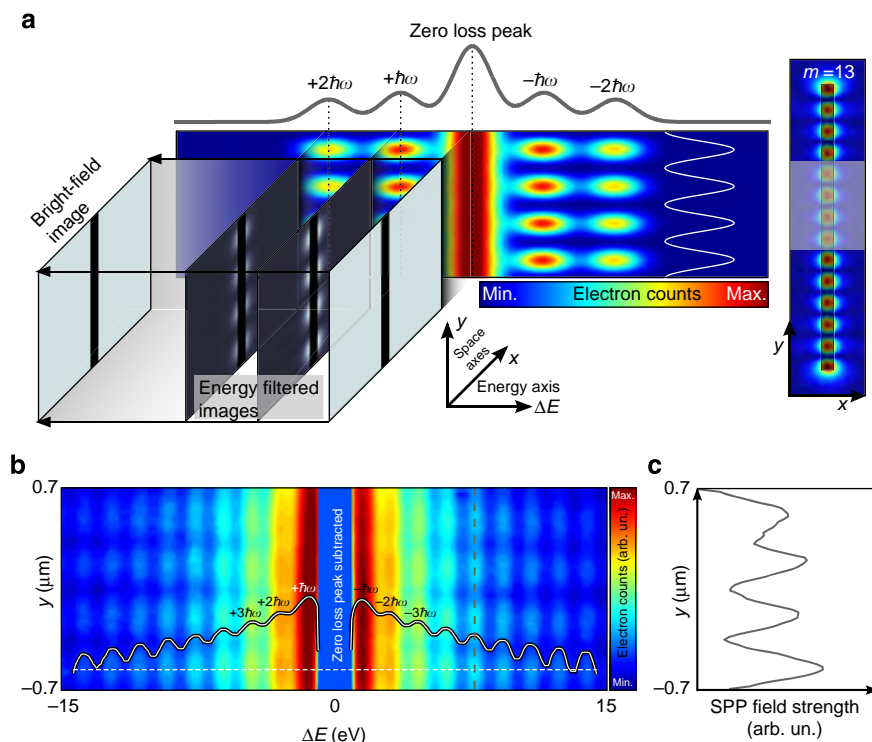 a
Zero loss peak
+2ħω
+ħω
−ħω
−2ħω
m =13
Bright-field
image
Min.
Electron counts
Max.
Energy filtered
images
y
Space
axes
x
Energy axis
ΔE
y
x
b
0.7
y (μm)
−0.7
+3ħω
+2ħω
+ħω
Zero loss peak subtracted
−ħω
−2ħω
−3ħω
Max.
Electron counts (arb. un.)
Min.
−15
0
15
ΔE (eV)
c
0.7
y (μm)
−0.7
SPP field strength
(arb. un.)